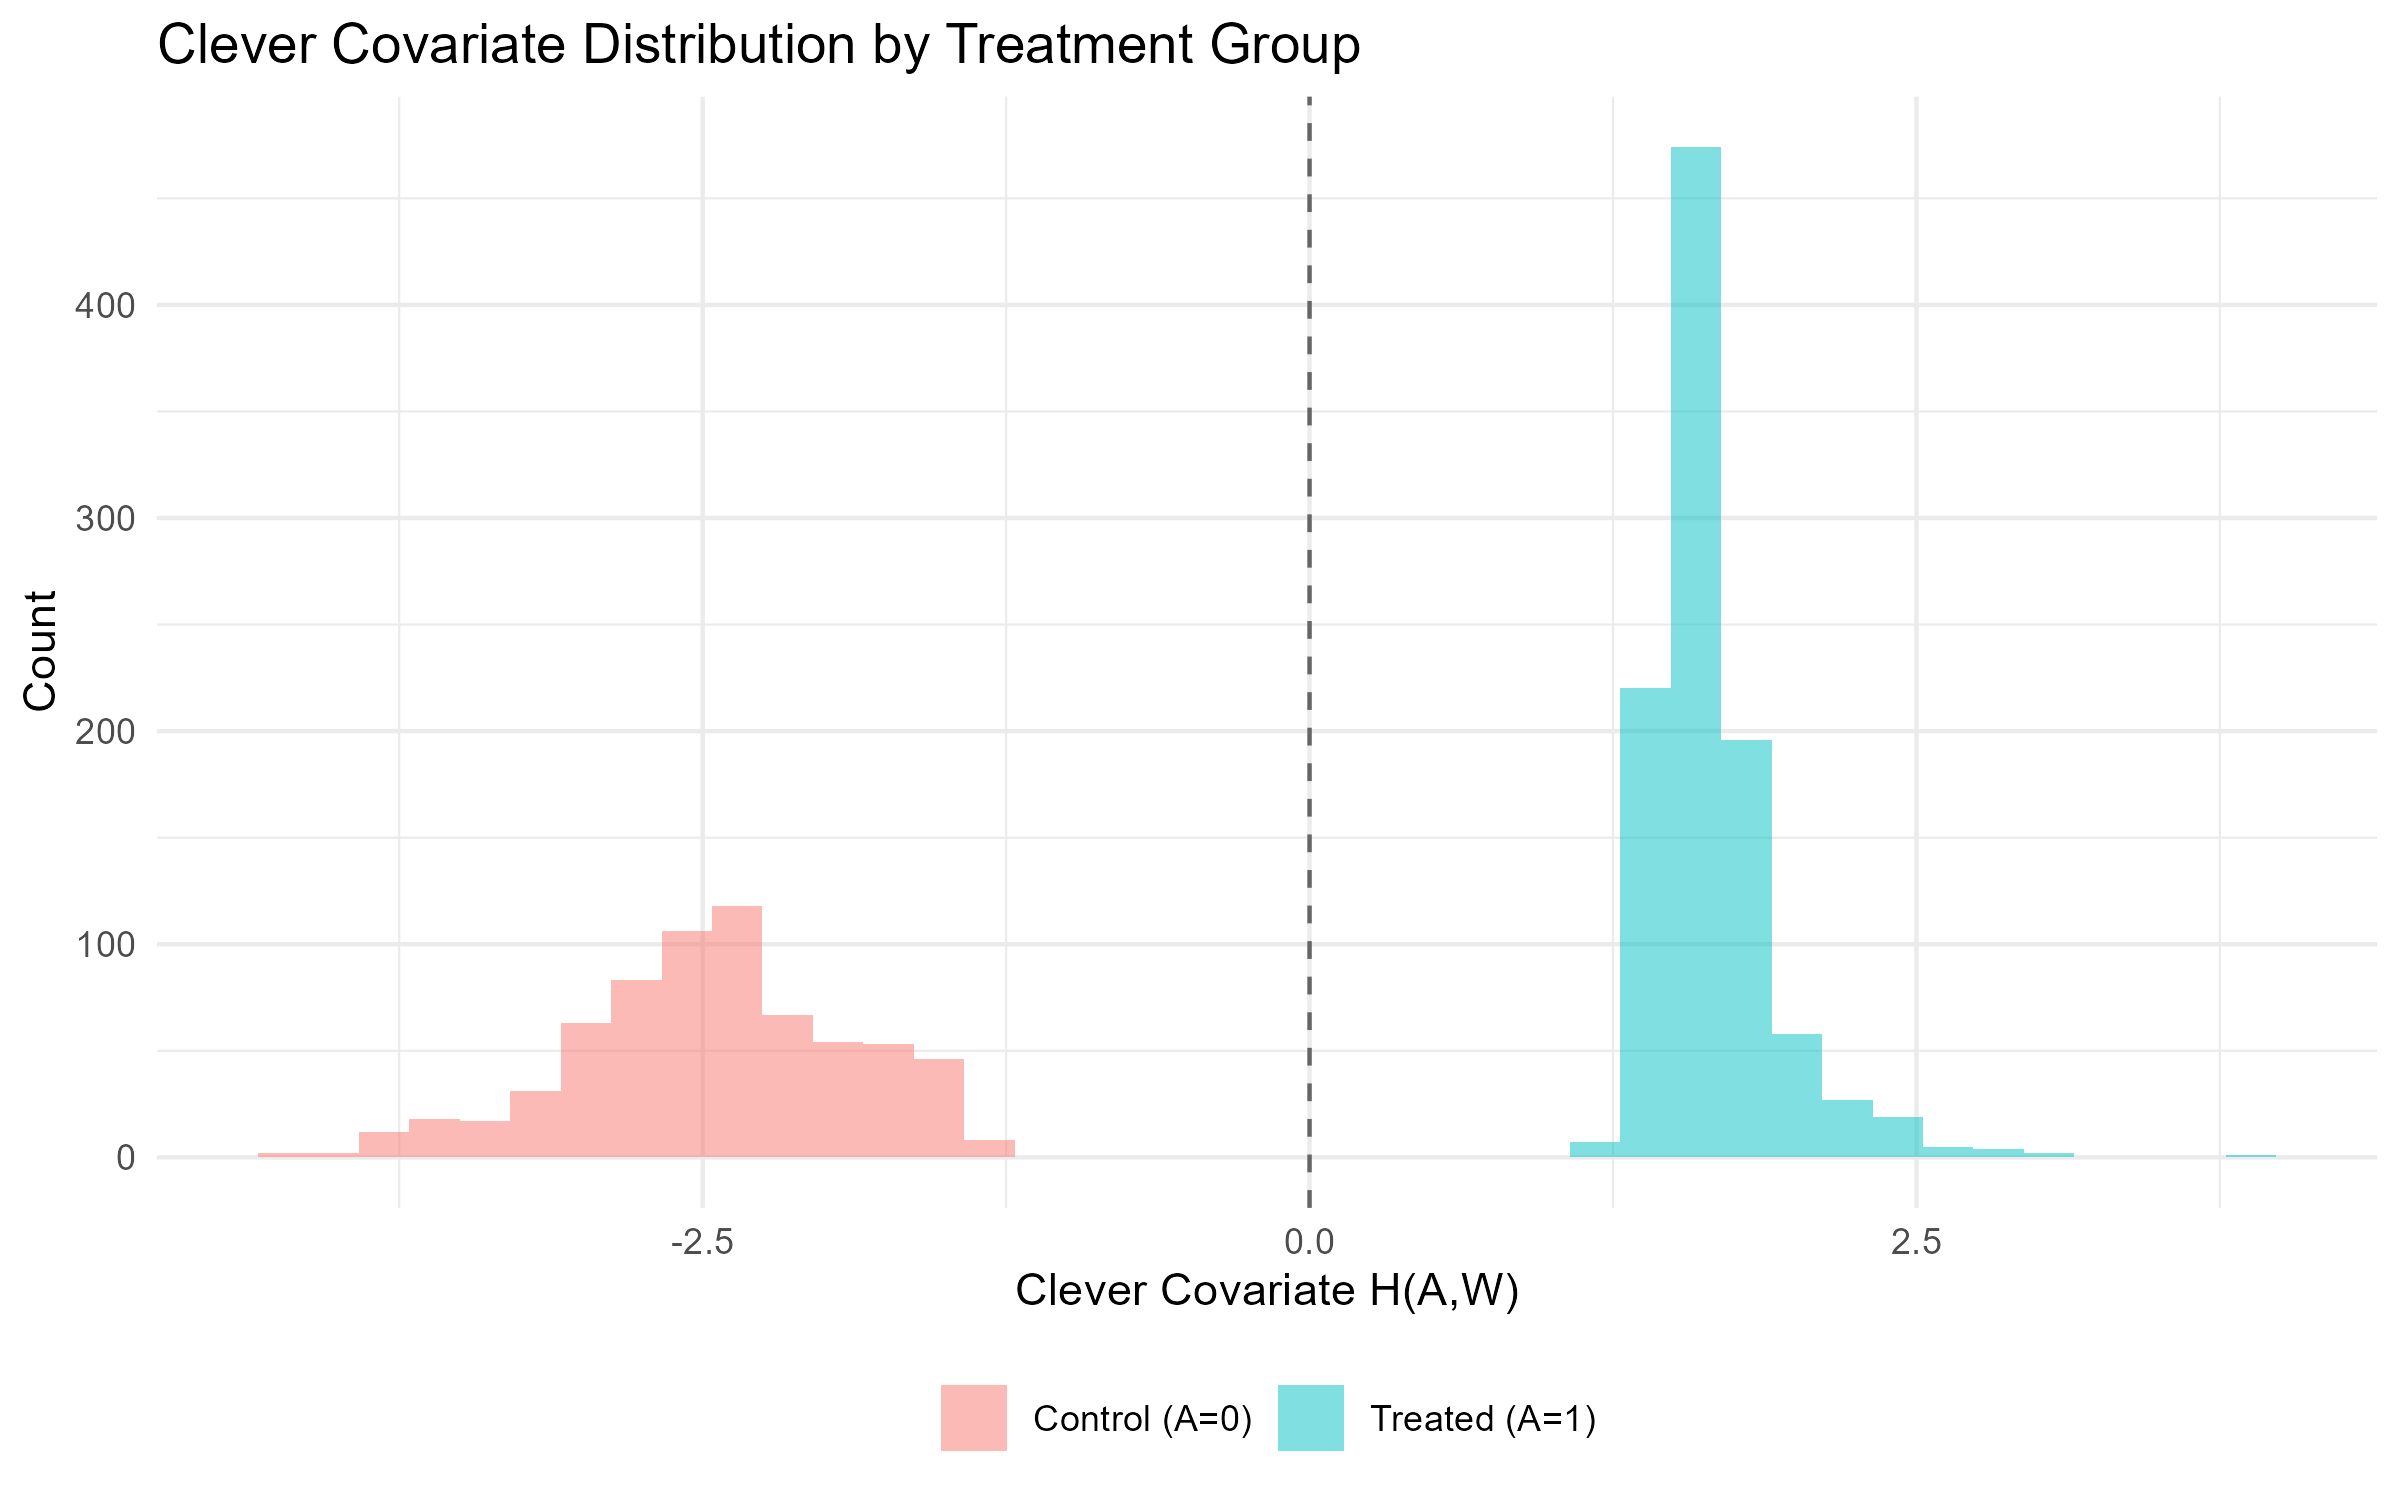 Clever Covariate Distribution by Treatment Group
Count
400
300
200
100
0
-2.5
0.0
2.5
Clever Covariate H(A,W)
Control (A=0)
Treated (A=1)